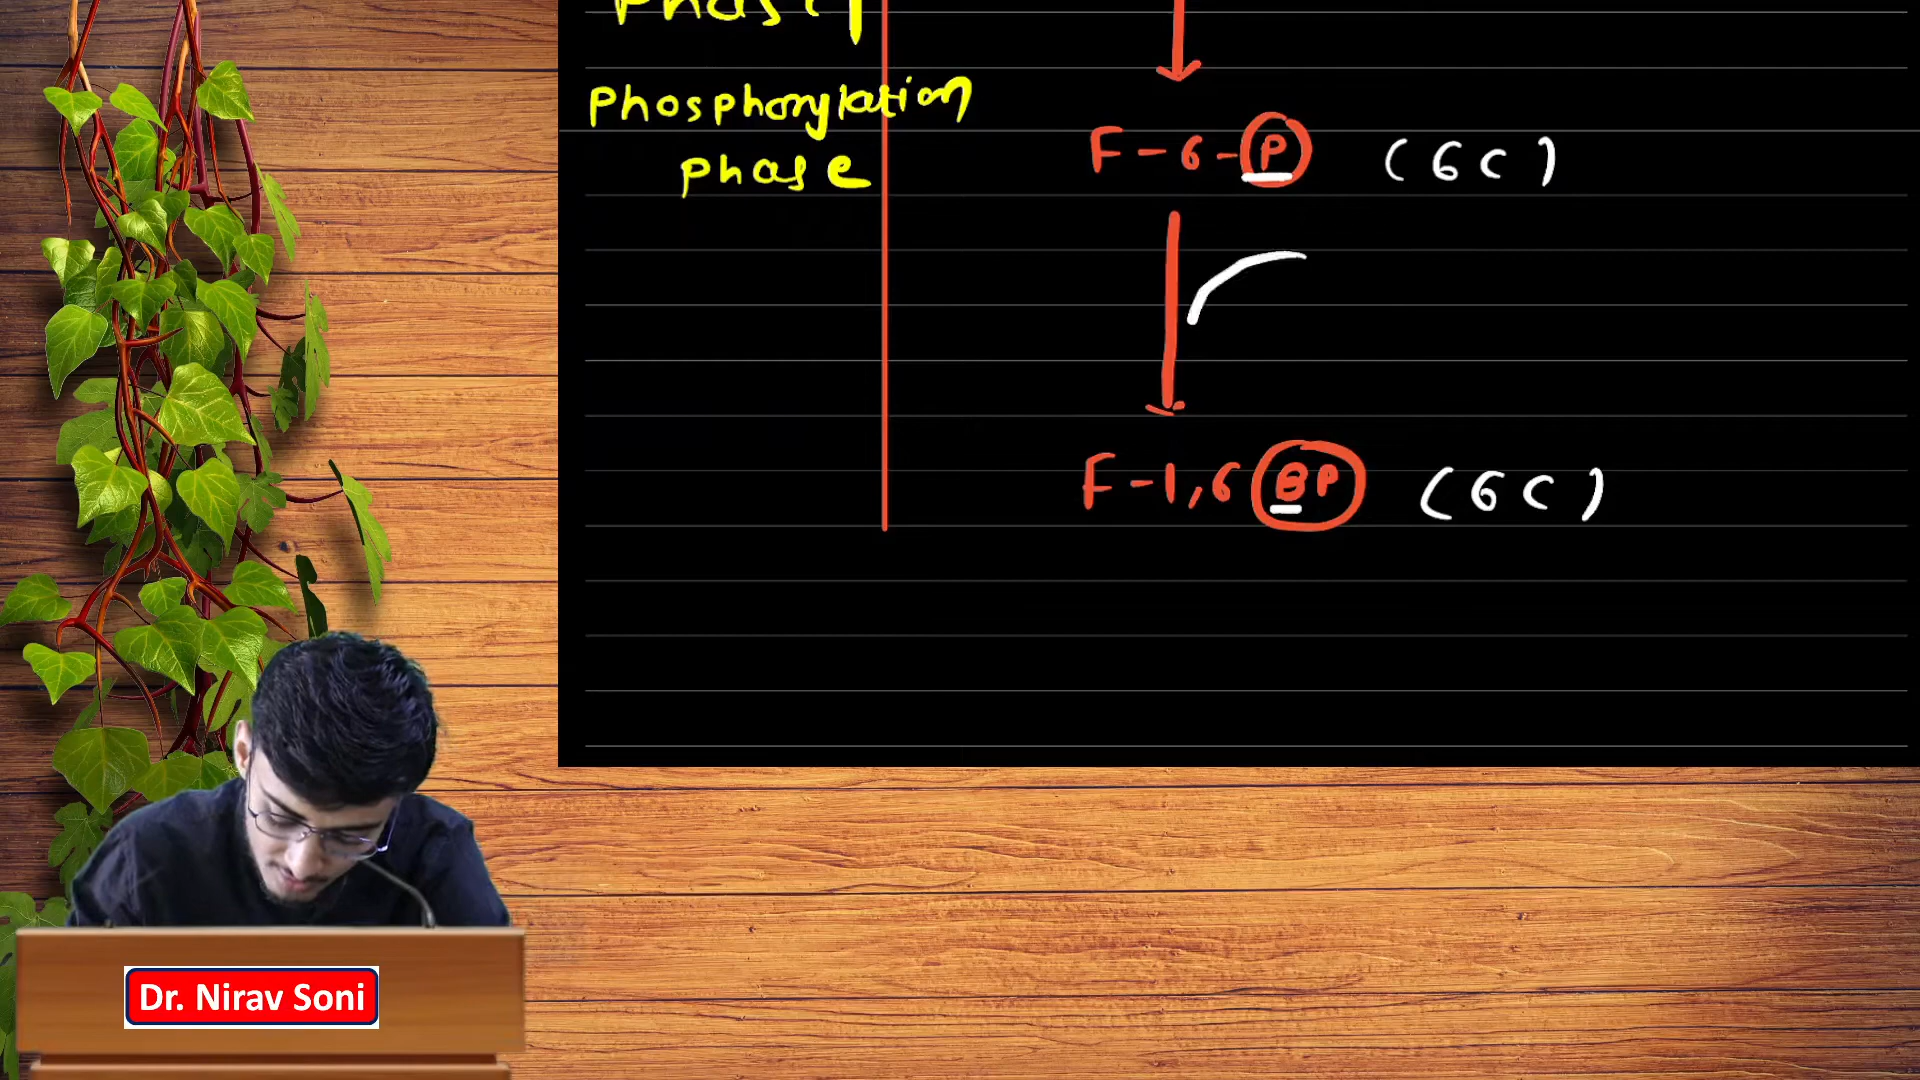 Phosphorylation
phase
F-6-P (6C)
F-1,6 BP (6C)
Dr. Nirav Soni